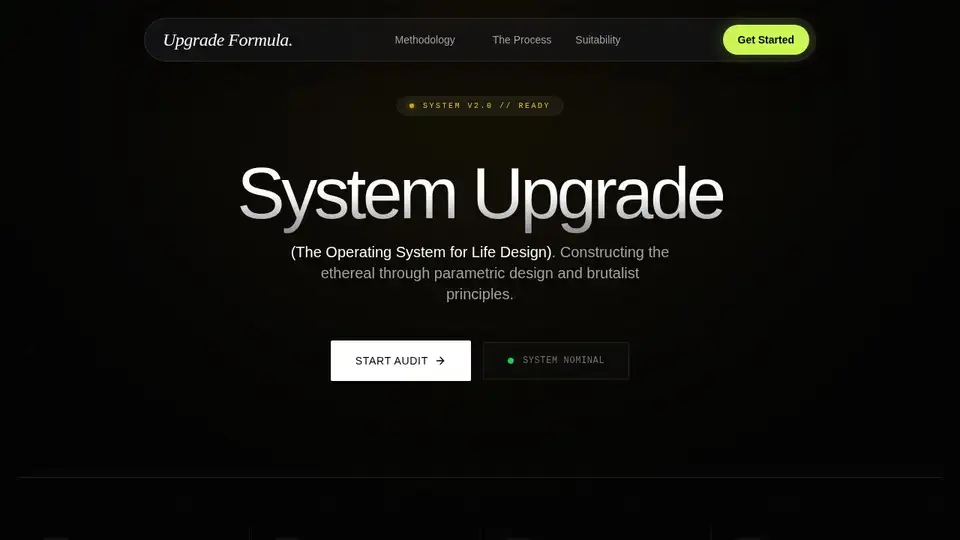 Upgrade Formula.
Methodology
The Process
Suitability
Get Started
SYSTEM V2.0 // READY
System Upgrade
(The Operating System for Life Design). Constructing the
ethereal through parametric design and brutalist
principles.
START AUDIT →
SYSTEM NOMINAL